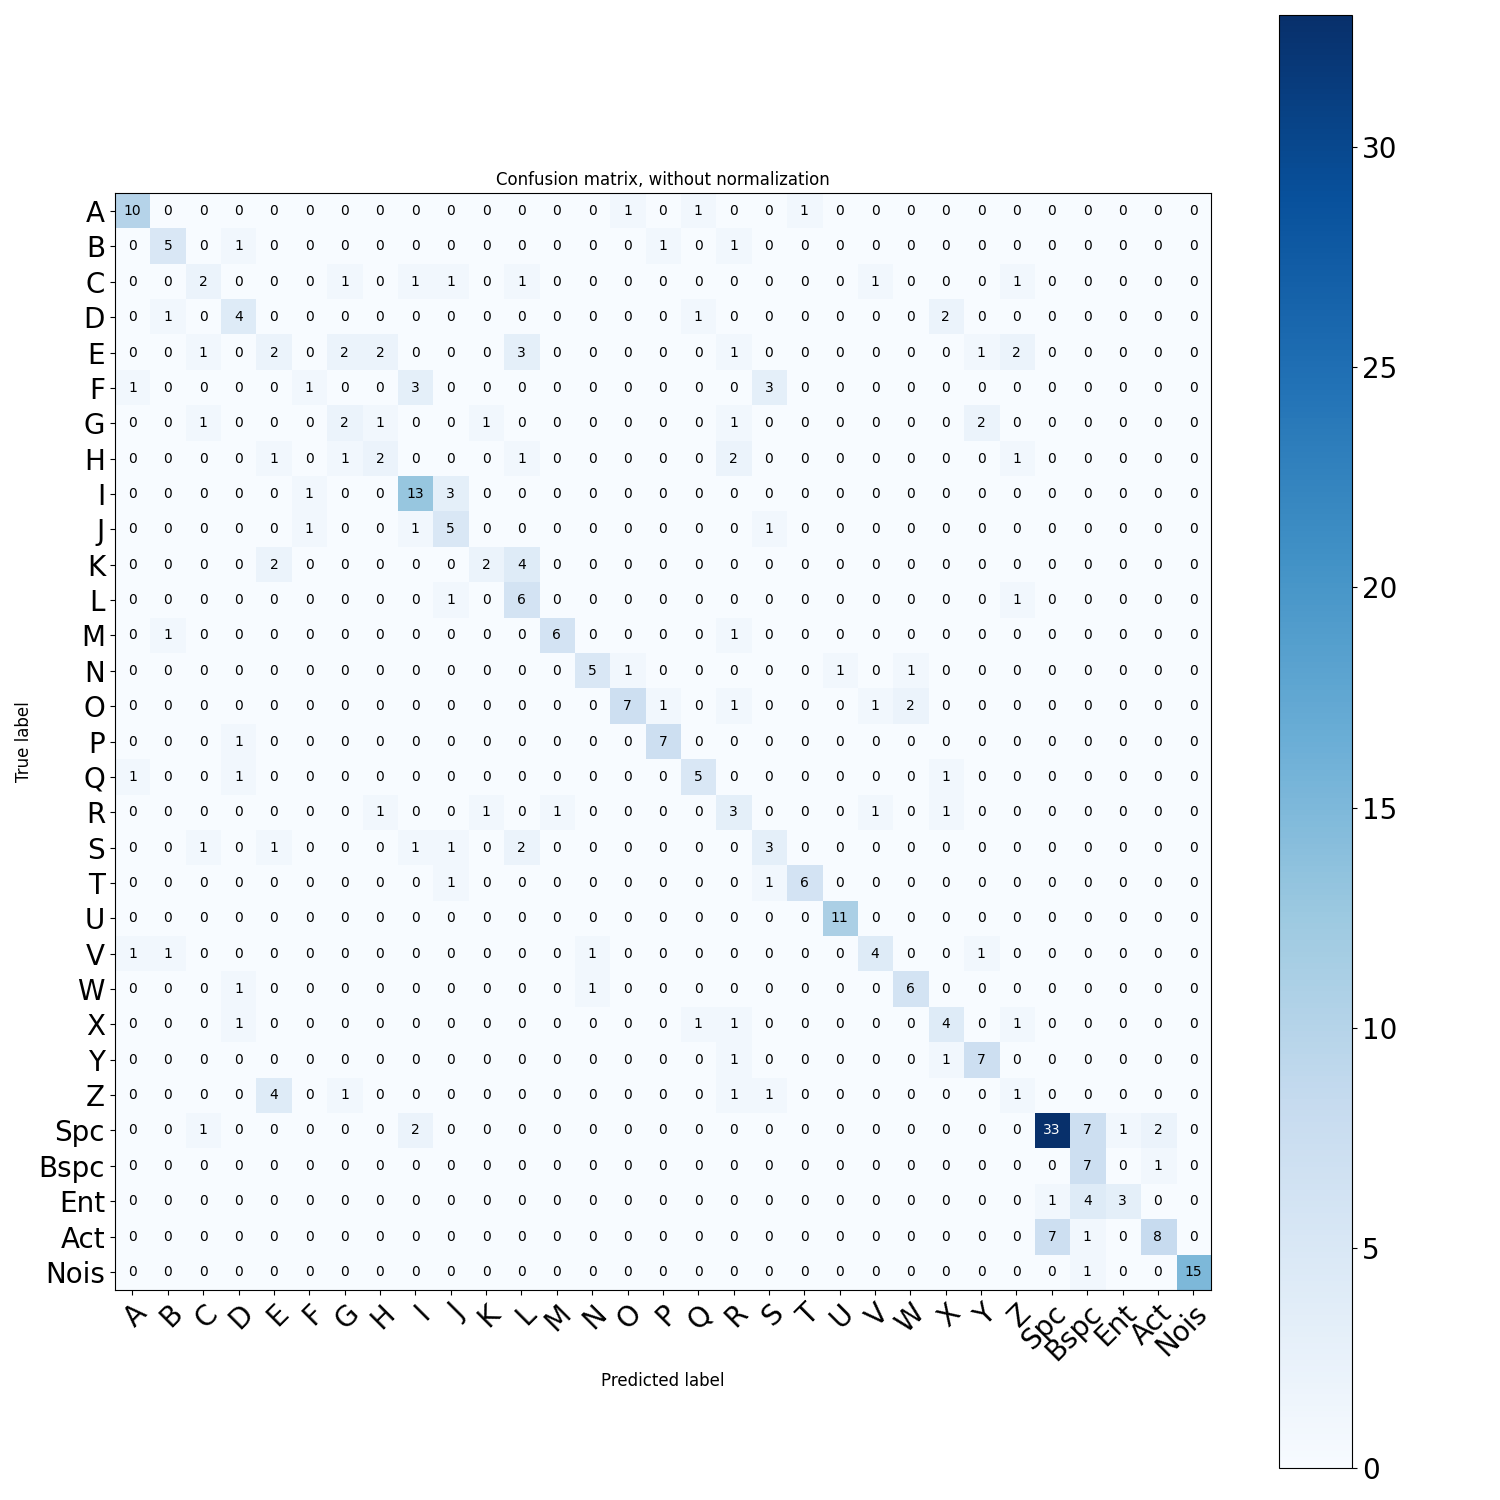 Confusion matrix, without normalization
A 10 0 0 0 0 0 0 0 0 0 0 0 0 0 1 0 1 0 0 1 0 0 0 0 0 0 0 0 0 0 0
B 0 5 0 1 0 0 0 0 0 0 0 0 0 0 0 1 0 1 0 0 0 0 0 0 0 0 0 0 0 0 0
C 0 0 2 0 0 0 1 0 1 1 0 1 0 0 0 0 0 0 0 0 0 1 0 0 0 1 0 0 0 0 0
D 0 1 0 4 0 0 0 0 0 0 0 0 0 0 0 0 1 0 0 0 0 0 0 2 0 0 0 0 0 0 0
E 0 0 1 0 2 0 2 2 0 0 0 3 0 0 0 0 0 1 0 0 0 0 0 0 1 2 0 0 0 0 0
F 1 0 0 0 0 1 0 0 3 0 0 0 0 0 0 0 0 0 3 0 0 0 0 0 0 0 0 0 0 0 0
G 0 0 1 0 0 0 2 1 0 0 1 0 0 0 0 0 0 1 0 0 0 0 0 0 2 0 0 0 0 0 0
H 0 0 0 0 1 0 1 2 0 0 0 1 0 0 0 0 0 2 0 0 0 0 0 0 0 1 0 0 0 0 0
I 0 0 0 0 0 1 0 0 13 3 0 0 0 0 0 0 0 0 0 0 0 0 0 0 0 0 0 0 0 0 0
J 0 0 0 0 0 1 0 0 1 5 0 0 0 0 0 0 0 0 1 0 0 0 0 0 0 0 0 0 0 0 0
K 0 0 0 0 2 0 0 0 0 0 2 4 0 0 0 0 0 0 0 0 0 0 0 0 0 0 0 0 0 0 0
L 0 0 0 0 0 0 0 0 0 1 0 6 0 0 0 0 0 0 0 0 0 0 0 0 0 1 0 0 0 0 0
M 0 1 0 0 0 0 0 0 0 0 0 0 6 0 0 0 0 1 0 0 0 0 0 0 0 0 0 0 0 0 0
N 0 0 0 0 0 0 0 0 0 0 0 0 0 5 1 0 0 0 0 0 1 0 1 0 0 0 0 0 0 0 0
O 0 0 0 0 0 0 0 0 0 0 0 0 0 0 7 1 0 1 0 0 0 1 2 0 0 0 0 0 0 0 0
P 0 0 0 1 0 0 0 0 0 0 0 0 0 0 0 7 0 0 0 0 0 0 0 0 0 0 0 0 0 0 0
Q 1 0 0 1 0 0 0 0 0 0 0 0 0 0 0 0 5 0 0 0 0 0 0 1 0 0 0 0 0 0 0
R 0 0 0 0 0 0 0 1 0 0 1 0 1 0 0 0 0 3 0 0 0 1 0 1 0 0 0 0 0 0 0
S 0 0 1 0 1 0 0 0 1 1 0 2 0 0 0 0 0 0 3 0 0 0 0 0 0 0 0 0 0 0 0
T 0 0 0 0 0 0 0 0 0 1 0 0 0 0 0 0 0 0 1 6 0 0 0 0 0 0 0 0 0 0 0
U 0 0 0 0 0 0 0 0 0 0 0 0 0 0 0 0 0 0 0 0 11 0 0 0 0 0 0 0 0 0 0
V 1 1 0 0 0 0 0 0 0 0 0 0 0 1 0 0 0 0 0 0 0 4 0 0 1 0 0 0 0 0 0
W 0 0 0 1 0 0 0 0 0 0 0 0 0 1 0 0 0 0 0 0 0 0 6 0 0 0 0 0 0 0 0
X 0 0 0 1 0 0 0 0 0 0 0 0 0 0 0 0 1 1 0 0 0 0 0 4 0 1 0 0 0 0 0
Y 0 0 0 0 0 0 0 0 0 0 0 0 0 0 0 0 0 1 0 0 0 0 0 1 7 0 0 0 0 0 0
Z 0 0 0 0 4 0 1 0 0 0 0 0 0 0 0 0 0 1 1 0 0 0 0 0 0 1 0 0 0 0 0
Spc 0 0 1 0 0 0 0 0 2 0 0 0 0 0 0 0 0 0 0 0 0 0 0 0 0 0 33 7 1 2 0
Bspc 0 0 0 0 0 0 0 0 0 0 0 0 0 0 0 0 0 0 0 0 0 0 0 0 0 0 0 7 0 1 0
Ent 0 0 0 0 0 0 0 0 0 0 0 0 0 0 0 0 0 0 0 0 0 0 0 0 0 0 1 4 3 0 0
Act 0 0 0 0 0 0 0 0 0 0 0 0 0 0 0 0 0 0 0 0 0 0 0 0 0 0 7 1 0 8 0
Nois 0 0 0 0 0 0 0 0 0 0 0 0 0 0 0 0 0 0 0 0 0 0 0 0 0 0 0 1 0 0 15
A B C D E F G H I J K L M N O P Q R S T U V W X Y Z Spc Bspc Ent Act Nois
Predicted label
True label
30
25
20
15
10
5
0